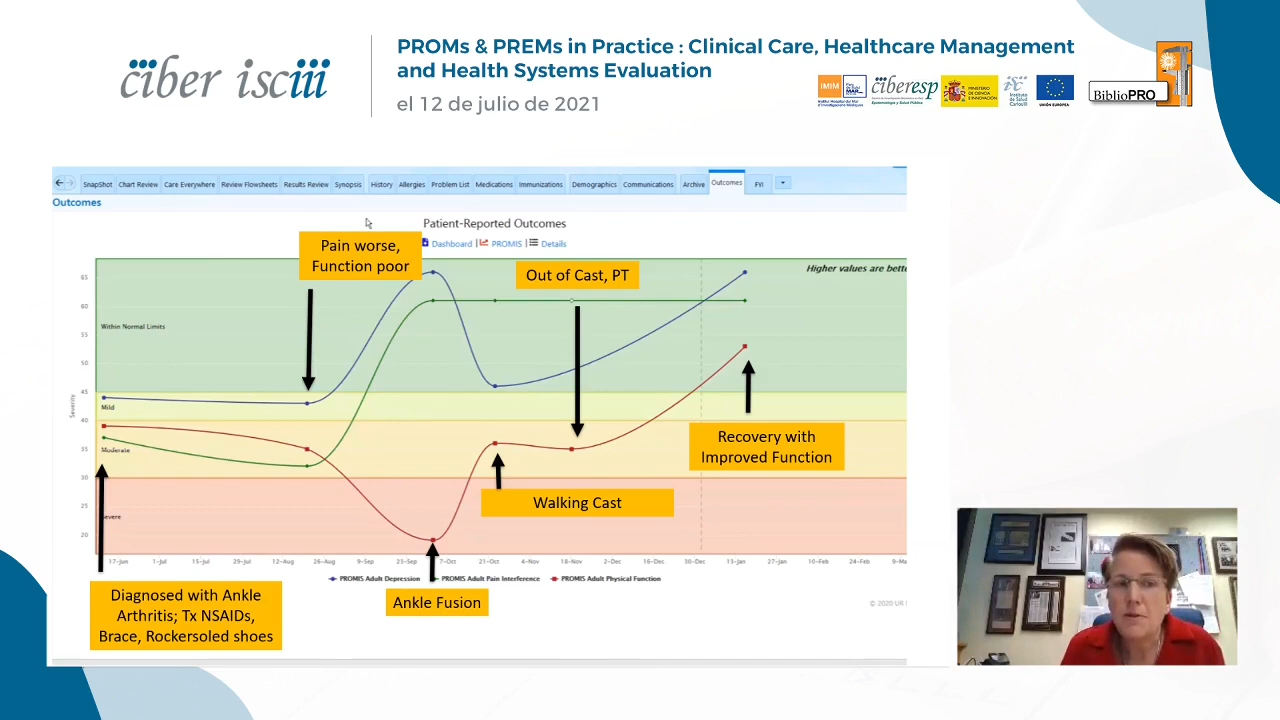 ciber isciii
PROMs & PREMs in Practice : Clinical Care, Healthcare Management
and Health Systems Evaluation
el 12 de julio de 2021
IMIM
ciberesp
MINISTERIO
DE CIENCIA
E INNOVACIÓN
Instituto
de Salud
Carlos III
UNIÓN EUROPEA
BiblioPRO
SnapShot Chart Review Care Everywhere Review Flowsheets Results Review Synopsis History Allergies Problem List Medications Immunizations Demographics Communications Archive Outcomes FYI
Outcomes
Patient-Reported Outcomes
Dashboard | PROMIS | Details
Pain worse,
Function poor
Out of Cast, PT
Higher values are bette
65
60
Within Normal Limits
55
50
45
Mild
Severity
40
35
Moderate
30
25
evere
20
Recovery with
Improved Function
Walking Cast
17-Jun 1-Jul 15-Jul 29-Jul 12-Aug 26-Aug 9-Sep 23-Sep 7-Oct 21-Oct 4-Nov 18-Nov 2-Dec 16-Dec 30-Dec 13-Jan 27-Jan 10-Feb 24-Feb 9-Ma
PROMIS Adult Depression PROMIS Adult Pain Interference PROMIS Adult Physical Function
Ankle Fusion
© 2020 UR
Diagnosed with Ankle
Arthritis; Tx NSAIDs,
Brace, Rockersoled shoes